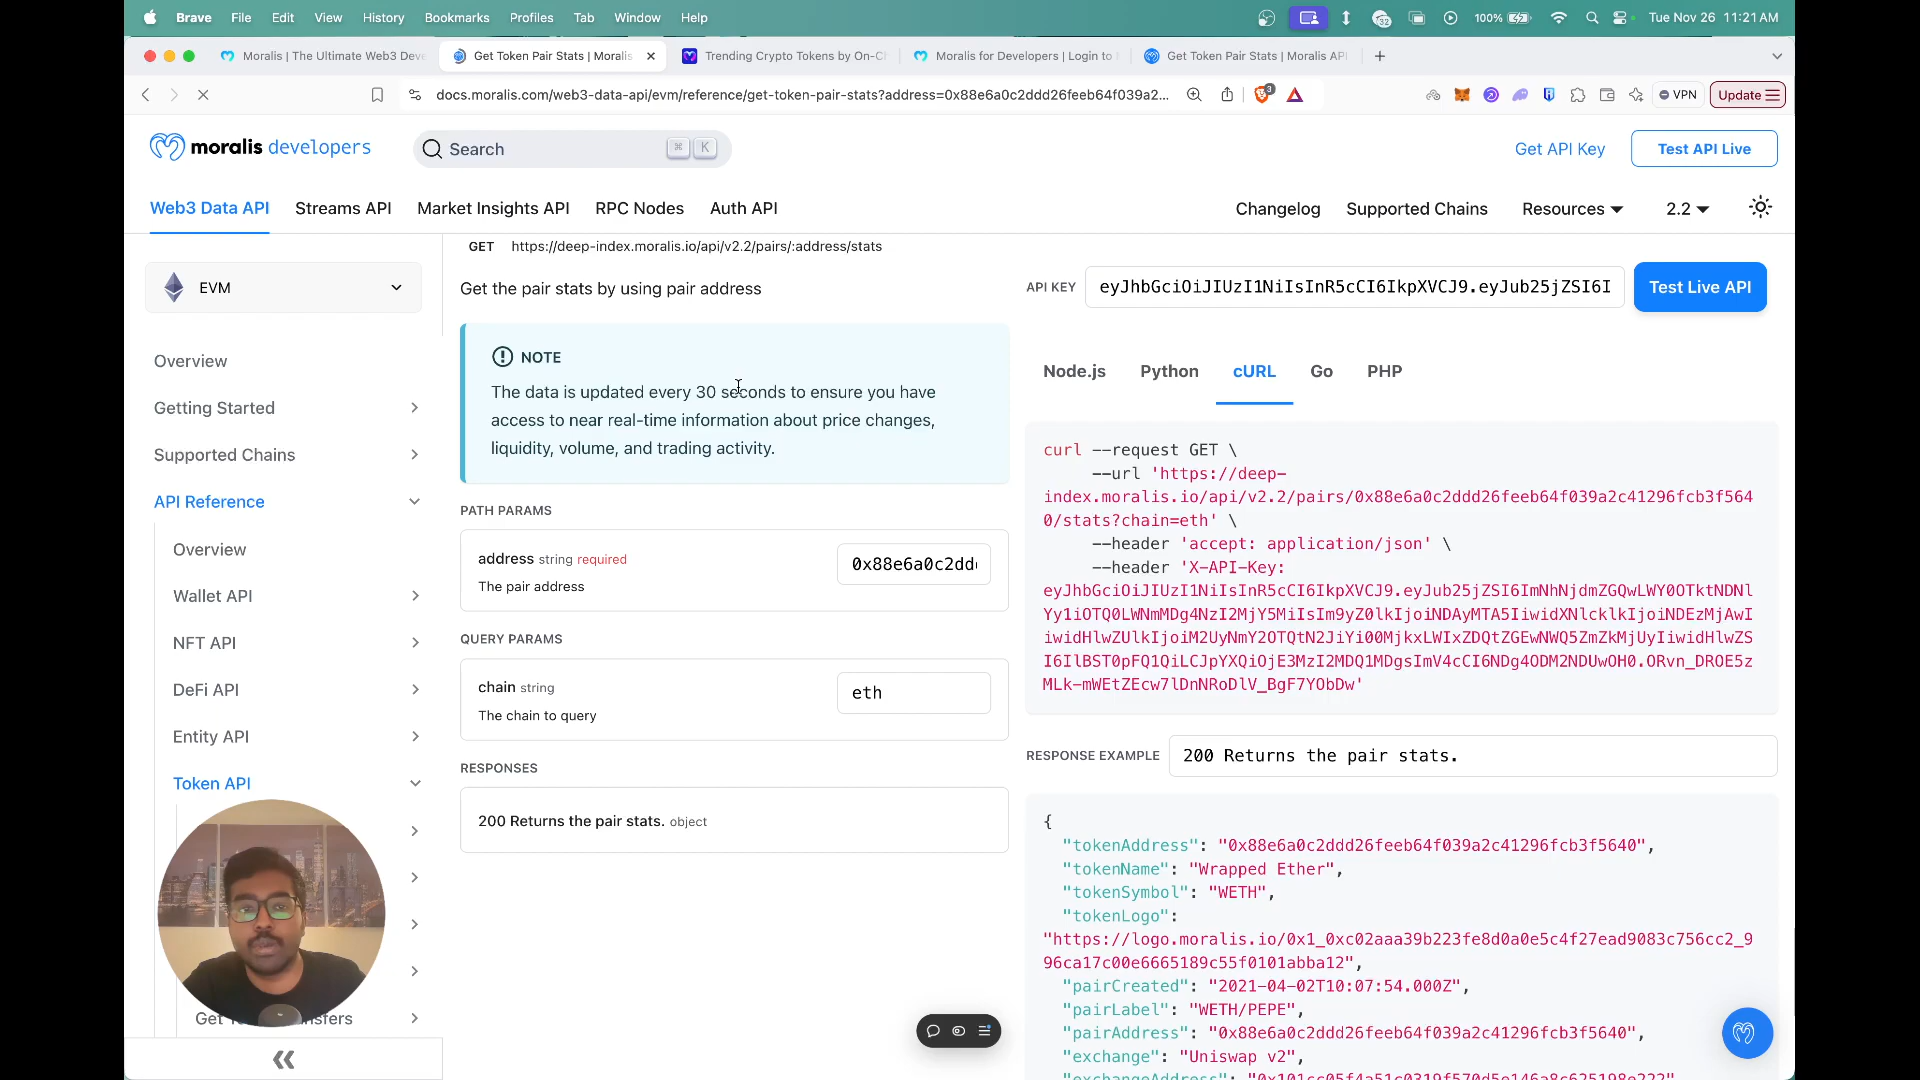 Brave File Edit View History Bookmarks Profiles Tab Window Help
32 100% Tue Nov 26 11:21 AM
Moralis | The Ultimate Web3 Deve
Get Token Pair Stats | Moralis
Trending Crypto Tokens by On-Ch
Moralis for Developers | Login to
Get Token Pair Stats | Moralis API
docs.moralis.com/web3-data-api/evm/reference/get-token-pair-stats?address=0x88e6a0c2ddd26feeb64f039a2...
3
VPN
Update
moralis developers
Search
⌘ K
Get API Key
Test API Live
Web3 Data API Streams API Market Insights API RPC Nodes Auth API
Changelog Supported Chains Resources 2.2
EVM
Overview
Getting Started
Supported Chains
API Reference
Overview
Wallet API
NFT API
DeFi API
Entity API
Token API
GET https://deep-index.moralis.io/api/v2.2/pairs/:address/stats
Get the pair stats by using pair address
NOTE
The data is updated every 30 seconds to ensure you have
access to near real-time information about price changes,
liquidity, volume, and trading activity.
PATH PARAMS
address string required
The pair address
0x88e6a0c2dd
QUERY PARAMS
chain string
The chain to query
eth
RESPONSES
200 Returns the pair stats. object
API KEY
eyJhbGciOiJIUzI1NiIsInR5cCI6IkpXVCJ9.eyJub25jZSI6I
Test Live API
Node.js Python cURL Go PHP
curl --request GET \
--url 'https://deep-
index.moralis.io/api/v2.2/pairs/0x88e6a0c2ddd26feeb64f039a2c41296fcb3f564
0/stats?chain=eth' \
--header 'accept: application/json' \
--header 'X-API-Key:
eyJhbGciOiJIUzI1NiIsInR5cCI6IkpXVCJ9.eyJub25jZSI6ImNhNjdmZGQwLWY0OTktNDNl
Yy1iOTQ0LWNmMDg4NzI2MjY5MiIsIm9yZ0lkIjoiNDAyMTA5IiwidXNlcklkIjoiNDEzMjAwI
iwidHlwZUlkIjoiM2UyNmY2OTQtN2JiYi00MjkxLWIxZDQtZGEwNWQ5ZmZkMjUyIiwidHlwZS
I6IlBST0pFQ1QiLCJpYXQiOjE3MzI2MDQ1MDgsImV4cCI6NDg4ODM2NDUwOH0.ORvn_DROE5z
MLk-mWEtZEcw7lDnNRoDlV_BgF7YObDw'
RESPONSE EXAMPLE
200 Returns the pair stats.
{
"tokenAddress": "0x88e6a0c2ddd26feeb64f039a2c41296fcb3f5640",
"tokenName": "Wrapped Ether",
"tokenSymbol": "WETH",
"tokenLogo":
"https://logo.moralis.io/0x1_0xc02aaa39b223fe8d0a0e5c4f27ead9083c756cc2_9
96ca17c00e6665189c55f0101abba12",
"pairCreated": "2021-04-02T10:07:54.000Z",
"pairLabel": "WETH/PEPE",
"pairAddress": "0x88e6a0c2ddd26feeb64f039a2c41296fcb3f5640",
"exchange": "Uniswap v2",